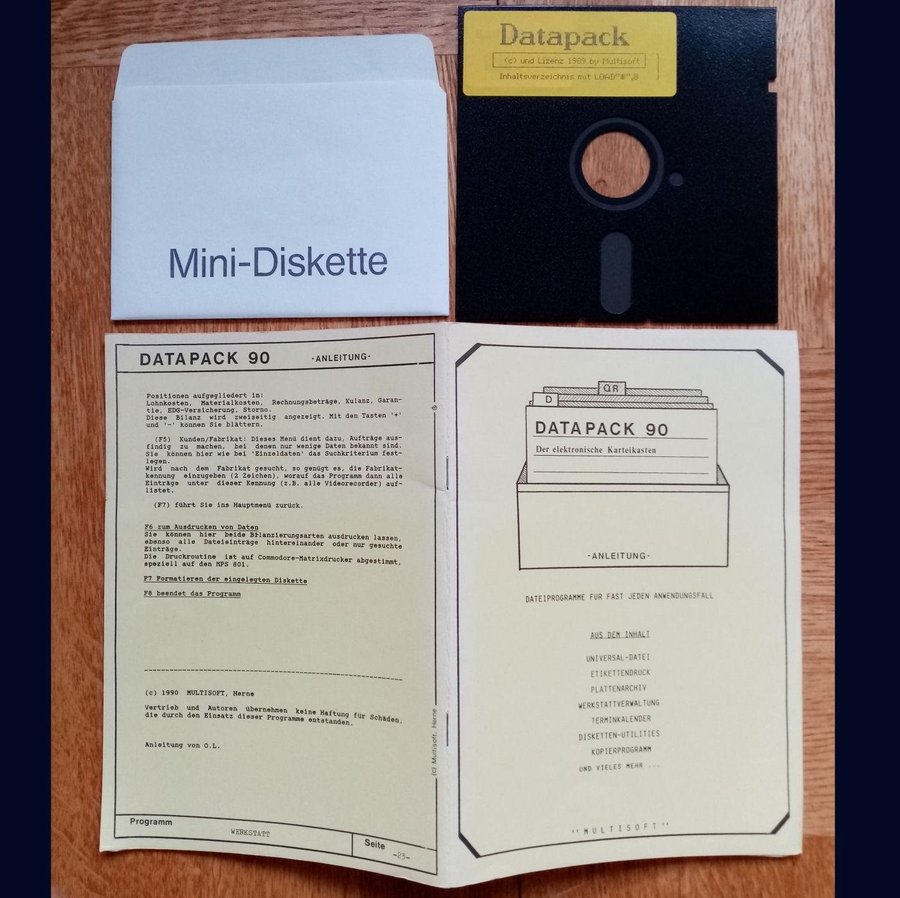 Mini-Diskette
Datapack
(c) und Lizenz 1989 by Multisoft
Inhaltsverzeichnis mit LOAD"$",8
DATAPACK 90 -ANLEITUNG-
Positionen aufgegliedert in:
Lohnkosten, Materialkosten, Rechnungsbeträge, Kulanz, Garan-
tie, EDG-Versicherung, Storno.
Diese Bilanz wird zweiseitig angezeigt. Mit den Tasten '+'
und '-' können Sie blättern.
(F5) Kunden/Fabrikat: Dieses Menü dient dazu, Aufträge aus-
findig zu machen, bei denen nur wenige Daten bekannt sind.
Sie können hier wie bei 'Einzeldaten' das Suchkriterium fest-
legen.
Wird nach dem Fabrikat gesucht, so genügt es, die Fabrikat-
kennung einzugeben (2 Zeichen), worauf das Programm dann alle
Einträge unter dieser Kennung (z.B. alle Videorecorder) auf-
listet.
(F7) führt Sie ins Hauptmenü zurück.
F6 zum Ausdrucken von Daten
Sie können hier beide Bilanzierungsarten ausdrucken lassen,
ebenso alle Dateieinträge hintereinander oder nur gesuchte
Einträge.
Die Druckroutine ist auf Commodore-Matrixdrucker abgestimmt,
speziell auf den MPS 801.
F7 Formatieren der eingelegten Diskette
F8 beendet das Programm
(c) 1990 MULTISOFT, Herne
Vertrieb und Autoren übernehmen keine Haftung für Schäden,
die durch den Einsatz dieser Programme entstanden.
Anleitung von O.L.
(c) Multisoft, Herne
Programm
WERKSTATT
Seite
-23-
QR
D
DATAPACK 90
Der elektronische Karteikasten
-ANLEITUNG-
DATEIPROGRAMME FÜR FAST JEDEN ANWENDUNGSFALL
AUS DEM INHALT
UNIVERSAL-DATEI
ETIKETTENDRUCK
PLATTENARCHIV
WERKSTATTVERWALTUNG
TERMINKALENDER
DISKETTEN-UTILITIES
KOPIERPROGRAMM
UND VIELES MEHR ...
"MULTISOFT"